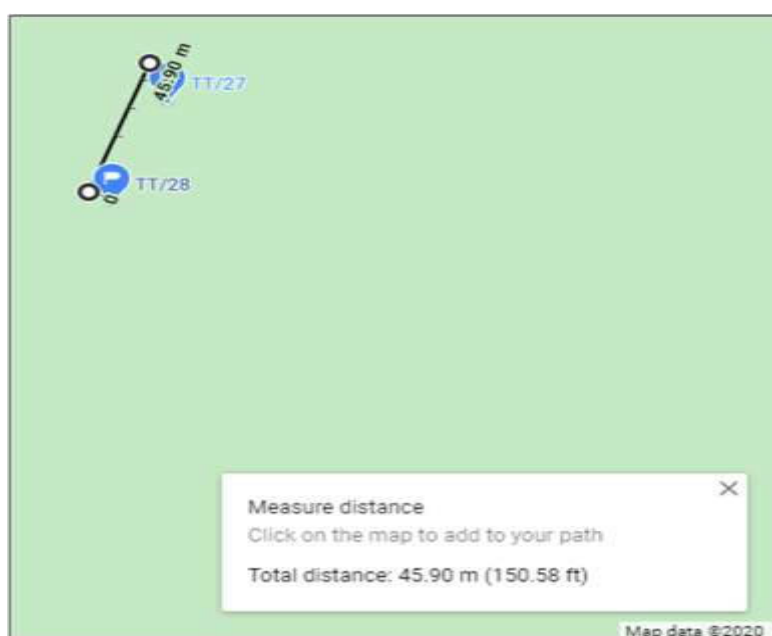 45.90 m
TT/27
TT/28
0
Measure distance
Click on the map to add to your path
Total distance: 45.90 m (150.58 ft)
Map data ©2020